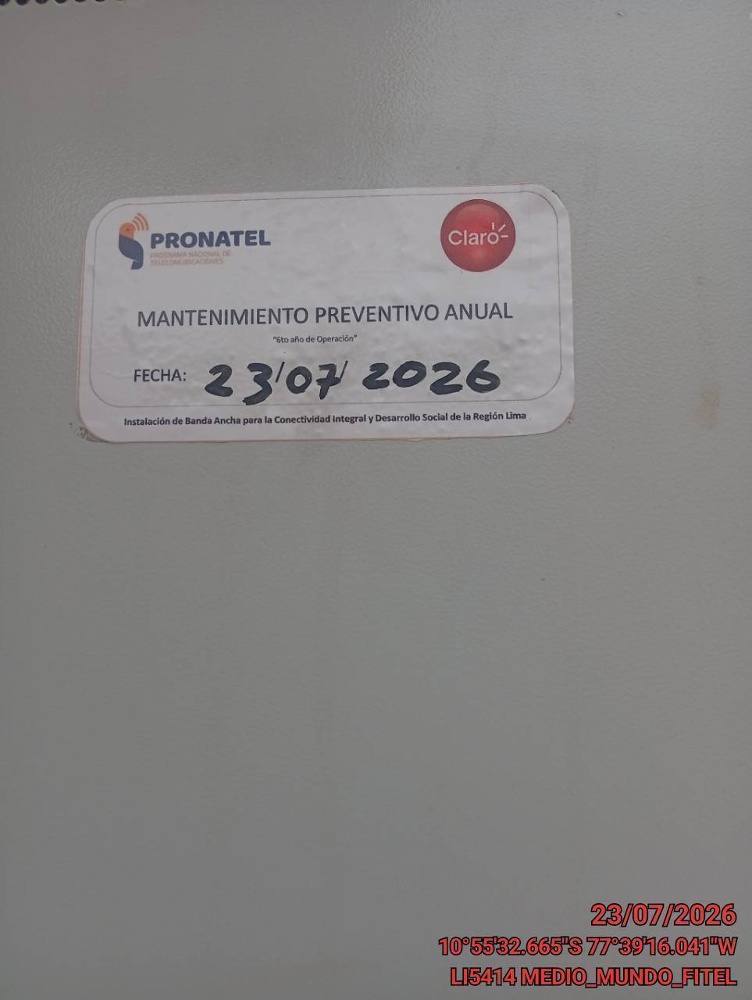 PRONATEL
PROGRAMA NACIONAL DE
TELECOMUNICACIONES
Claro
MANTENIMIENTO PREVENTIVO ANUAL
"6to año de Operación"
FECHA: 23/07/2026
Instalación de Banda Ancha para la Conectividad Integral y Desarrollo Social de la Región Lima
23/07/2026
10°55'32.665"S 77°39'16.041"W
LI5414 MEDIO_MUNDO_FITEL